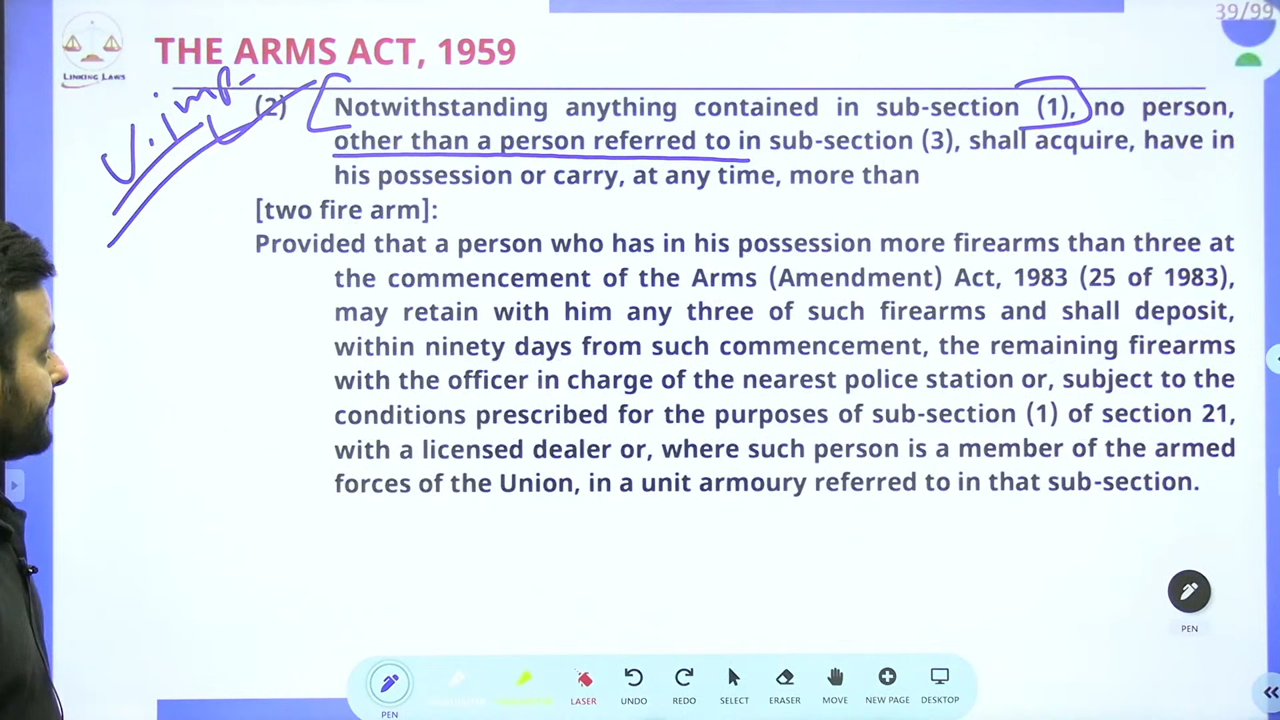 39/99
LINKING LAWS
THE ARMS ACT, 1959
V. imp.
(2) Notwithstanding anything contained in sub-section (1), no person,
other than a person referred to in sub-section (3), shall acquire, have in
his possession or carry, at any time, more than
[two fire arm]:
Provided that a person who has in his possession more firearms than three at
the commencement of the Arms (Amendment) Act, 1983 (25 of 1983),
may retain with him any three of such firearms and shall deposit,
within ninety days from such commencement, the remaining firearms
with the officer in charge of the nearest police station or, subject to the
conditions prescribed for the purposes of sub-section (1) of section 21,
with a licensed dealer or, where such person is a member of the armed
forces of the Union, in a unit armoury referred to in that sub-section.
PEN
PEN LASER UNDO REDO SELECT ERASER MOVE NEW PAGE DESKTOP